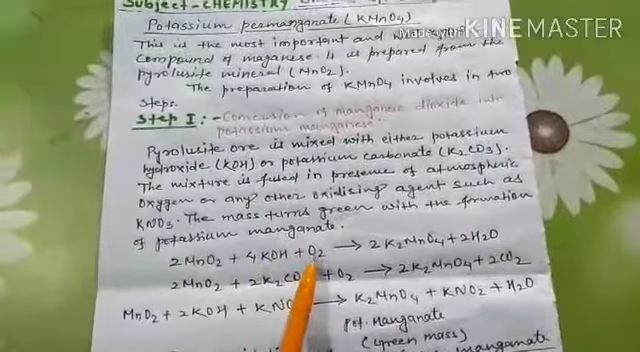 Subject - CHEMISTRY
Potassium permanganate (KMnO4)
Made with KINEMASTER
This is the most important and
compound of maganese. It is prepared from the
pyrolusite mineral (MnO2).
The preparation of KMnO4 involves in two
steps.
Step I :- Conversion of manganese dioxide into
potassium manganese.
Pyrolusite ore is mixed with either potassium
hydroxide (KOH) or potassium carbonate (K2CO3).
The mixture is fused in presence of atmospheric
oxygen or any other oxidising agent such as
KNO3. The mass turns green with the formation
of potassium manganate.
2MnO2 + 4KOH + O2 → 2K2MnO4 + 2H2O
2MnO2 + 2K2CO + O2 → 2K2MnO4 + 2CO2
MnO2 + 2KOH + KNO → K2MnO4 + KNO2 + H2O
Pot. Manganate
(green mass)
manganate